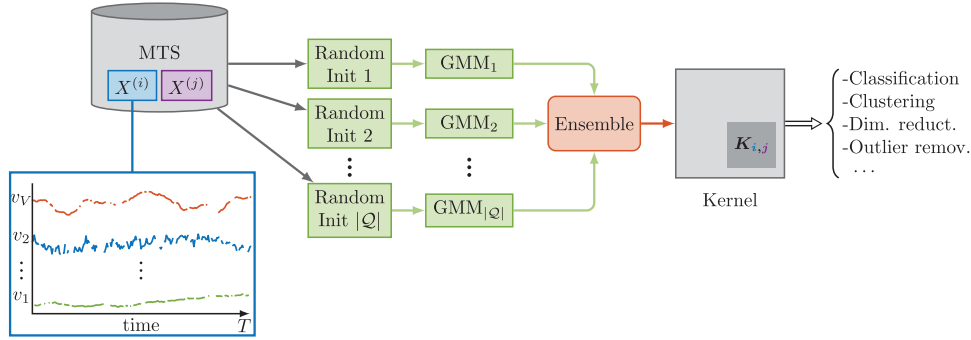 MTS
X^(i)
X^(j)
Random
Init 1
GMM_1
Random
Init 2
GMM_2
⋮
⋮
Random
Init |Q|
GMM_|Q|
Ensemble
K_i,j
Kernel
-Classification
-Clustering
-Dim. reduct.
-Outlier remov.
...
v_V
v_2
⋮
⋮
v_1
time
T